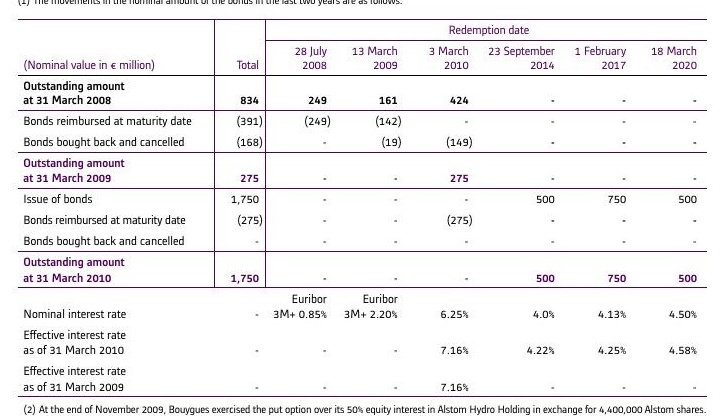 (1) The movements in the nominal amount of the bonds in the last two years are as follows:
Redemption date
28 July 13 March 3 March 23 September 1 February 18 March
(Nominal value in € million) Total 2008 2009 2010 2014 2017 2020
Outstanding amount
at 31 March 2008 834 249 161 424 - - -
Bonds reimbursed at maturity date (391) (249) (142) - - - -
Bonds bought back and cancelled (168) - (19) (149) - - -
Outstanding amount
at 31 March 2009 275 - - 275 - - -
Issue of bonds 1,750 - - - 500 750 500
Bonds reimbursed at maturity date (275) - - (275) - - -
Bonds bought back and cancelled - - - - - - -
Outstanding amount
at 31 March 2010 1,750 - - - 500 750 500
Euribor Euribor
Nominal interest rate - 3M+ 0.85% 3M+ 2.20% 6.25% 4.0% 4.13% 4.50%
Effective interest rate
as of 31 March 2010 - - - 7.16% 4.22% 4.25% 4.58%
Effective interest rate
as of 31 March 2009 - - - 7.16% - - -
(2) At the end of November 2009, Bouygues exercised the put option over its 50% equity interest in Alstom Hydro Holding in exchange for 4,400,000 Alstom shares.